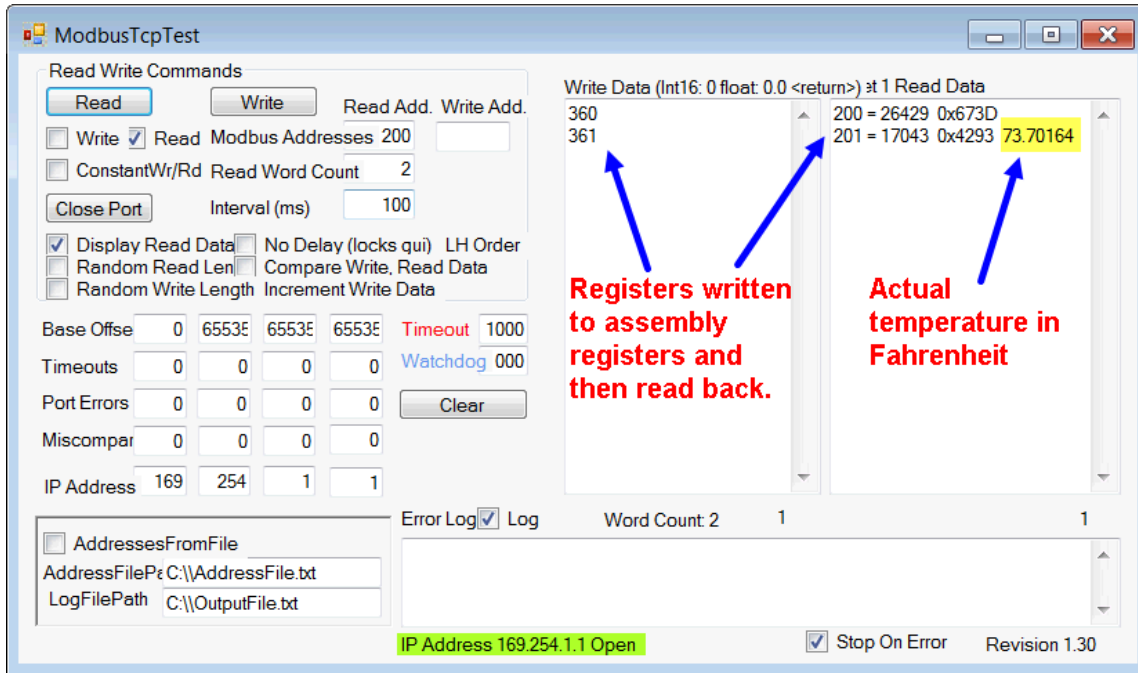 ModbusTcpTest
Read Write Commands
Read Write Read Add. Write Add.
Write Read Modbus Addresses 200
ConstantWr/Rd Read Word Count 2
Close Port Interval (ms) 100
Display Read Data No Delay (locks gui) LH Order
Random Read Len Compare Write, Read Data
Random Write Length Increment Write Data
Base Offse 0 65535 65535 65535 Timeout 1000
Timeouts 0 0 0 0 Watchdog 000
Port Errors 0 0 0 0 Clear
Miscompar 0 0 0 0
IP Address 169 254 1 1
Write Data (Int16: 0 float: 0.0 <return>) et 1 Read Data
360
361
200 = 26429 0x673D
201 = 17043 0x4293 73.70164
Registers written
to assembly
registers and
then read back.
Actual
temperature in
Fahrenheit
Error Log Log Word Count: 2 1 1
AddressesFromFile
AddressFilePa C:\\AddressFile.txt
LogFilePath C:\\OutputFile.txt
IP Address 169.254.1.1 Open Stop On Error Revision 1.30